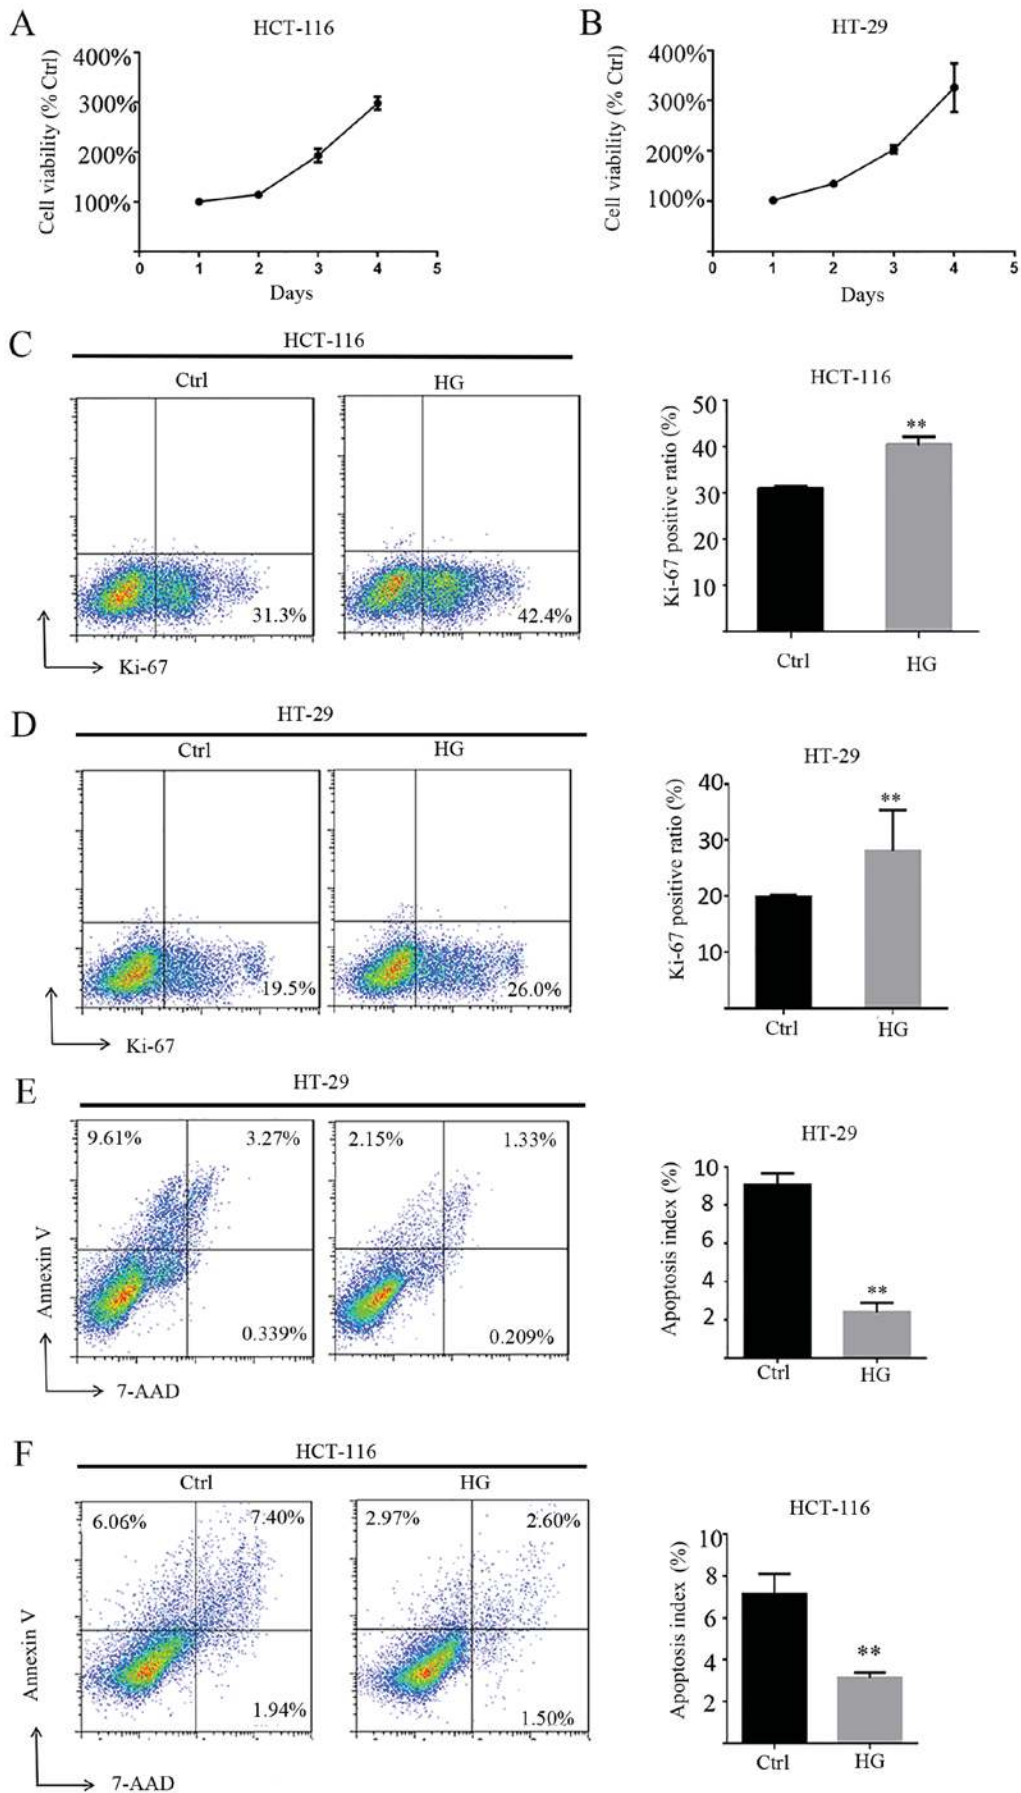 A
HCT-116
400%
300%
200%
100%
Cell viability (% Ctrl)
0 1 2 3 4 5
Days
B
HT-29
400%
300%
200%
100%
Cell viability (% Ctrl)
0 1 2 3 4 5
Days
C
HCT-116
Ctrl HG
31.3% 42.4%
Ki-67
HCT-116
50
40
30
20
10
Ki-67 positive ratio (%)
**
Ctrl HG
D
HT-29
Ctrl HG
19.5% 26.0%
Ki-67
HT-29
40
30
20
10
Ki-67 positive ratio (%)
**
Ctrl HG
E
HT-29
9.61% 3.27% 2.15% 1.33%
Annexin V
0.339% 0.209%
7-AAD
HT-29
10
8
6
4
2
Apoptosis index (%)
**
Ctrl HG
F
HCT-116
Ctrl HG
6.06% 7.40% 2.97% 2.60%
Annexin V
1.94% 1.50%
7-AAD
HCT-116
10
8
6
4
2
Apoptosis index (%)
**
Ctrl HG